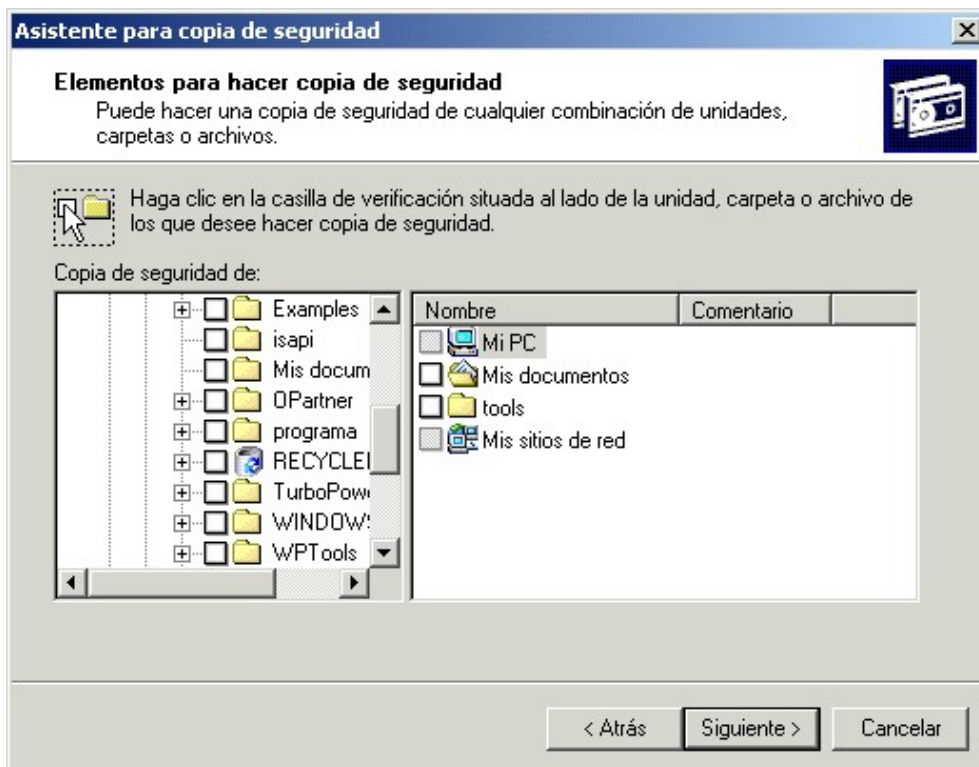 Asistente para copia de seguridad
Elementos para hacer copia de seguridad
Puede hacer una copia de seguridad de cualquier combinación de unidades,
carpetas o archivos.
Haga clic en la casilla de verificación situada al lado de la unidad, carpeta o archivo de
los que desee hacer copia de seguridad.
Copia de seguridad de:
Examples
isapi
Mis docum
OPartner
programa
RECYCLE
TurboPow
WINDOWS
WPTools
Nombre Comentario
Mi PC
Mis documentos
tools
Mis sitios de red
< Atrás Siguiente > Cancelar